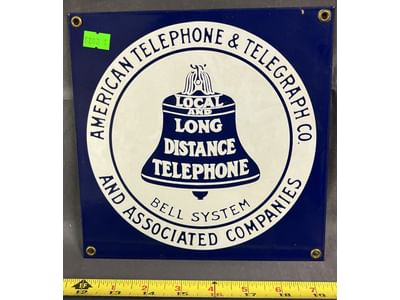 AMERICAN TELEPHONE & TELEGRAPH CO.
LOCAL
AND
LONG
DISTANCE
TELEPHONE
BELL SYSTEM
AND ASSOCIATED COMPANIES